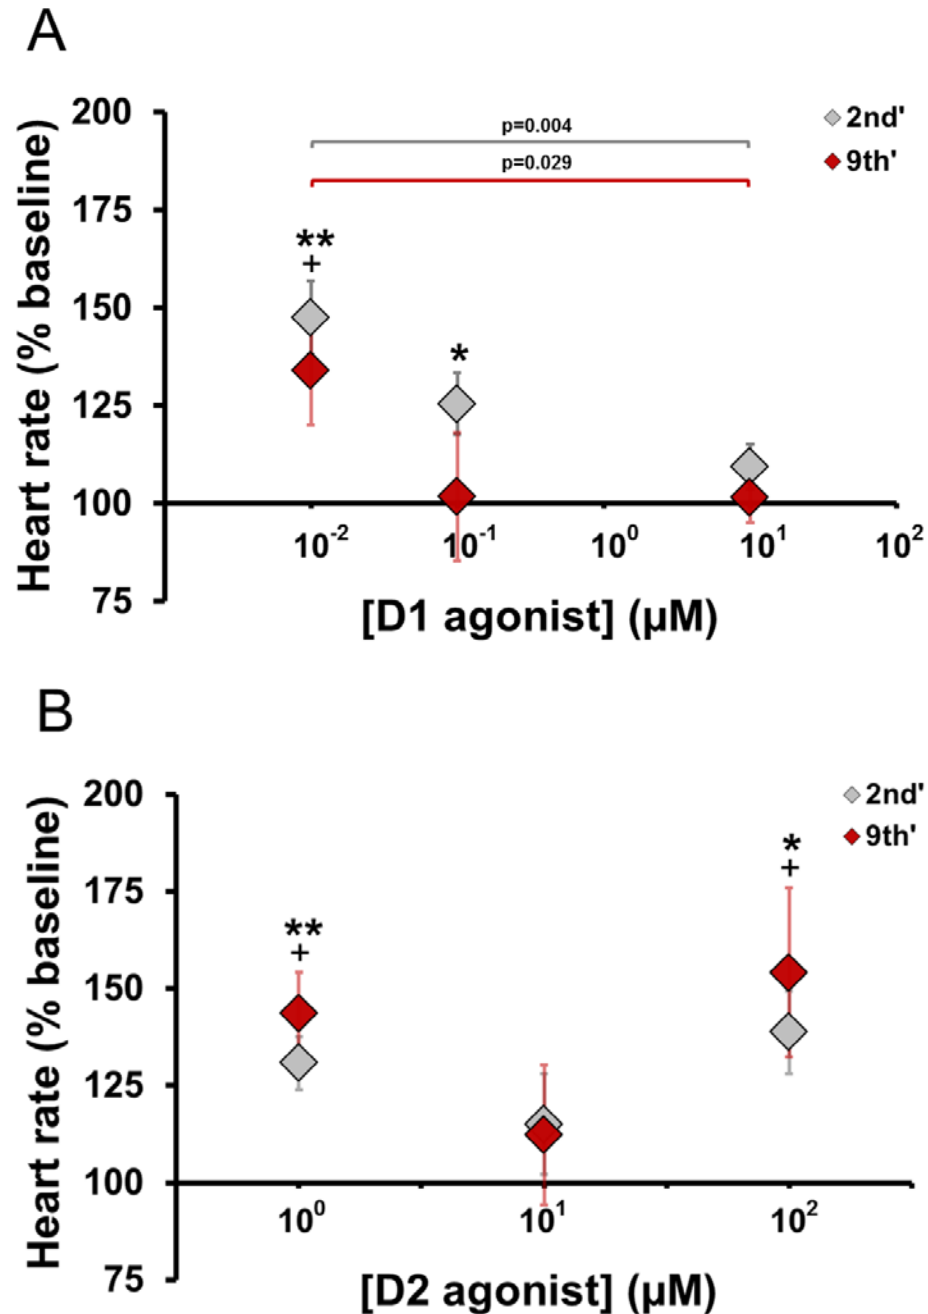 A
Heart rate (% baseline)
200
175
150
125
100
75
p=0.004
p=0.029
2nd'
9th'
**
+
*
10⁻² 10⁻¹ 10⁰ 10¹ 10²
[D1 agonist] (µM)
B
Heart rate (% baseline)
200
175
150
125
100
75
2nd'
9th'
**
+
*
+
10⁰ 10¹ 10²
[D2 agonist] (µM)